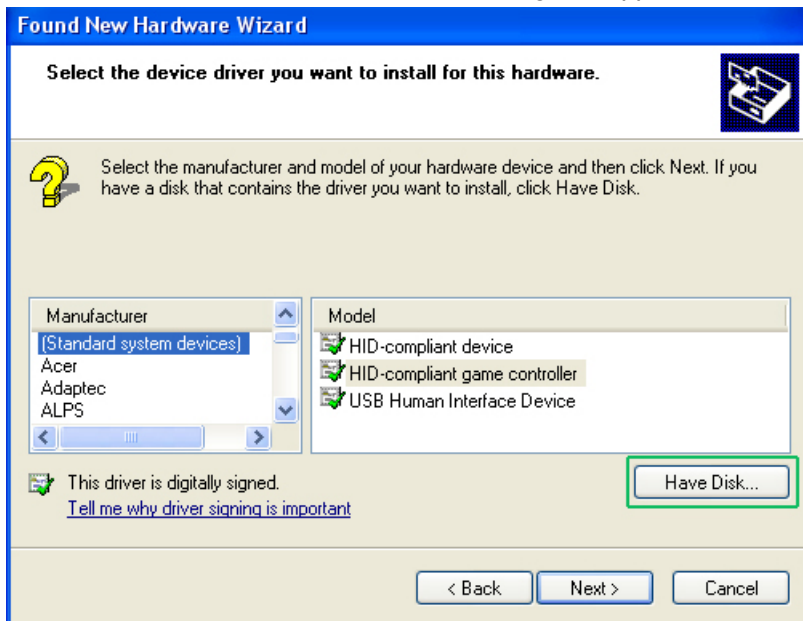 Found New Hardware Wizard
Select the device driver you want to install for this hardware.
Select the manufacturer and model of your hardware device and then click Next. If you
have a disk that contains the driver you want to install, click Have Disk.
Manufacturer
(Standard system devices)
Acer
Adaptec
ALPS
Model
HID-compliant device
HID-compliant game controller
USB Human Interface Device
This driver is digitally signed.
Tell me why driver signing is important
Have Disk...
< Back
Next >
Cancel